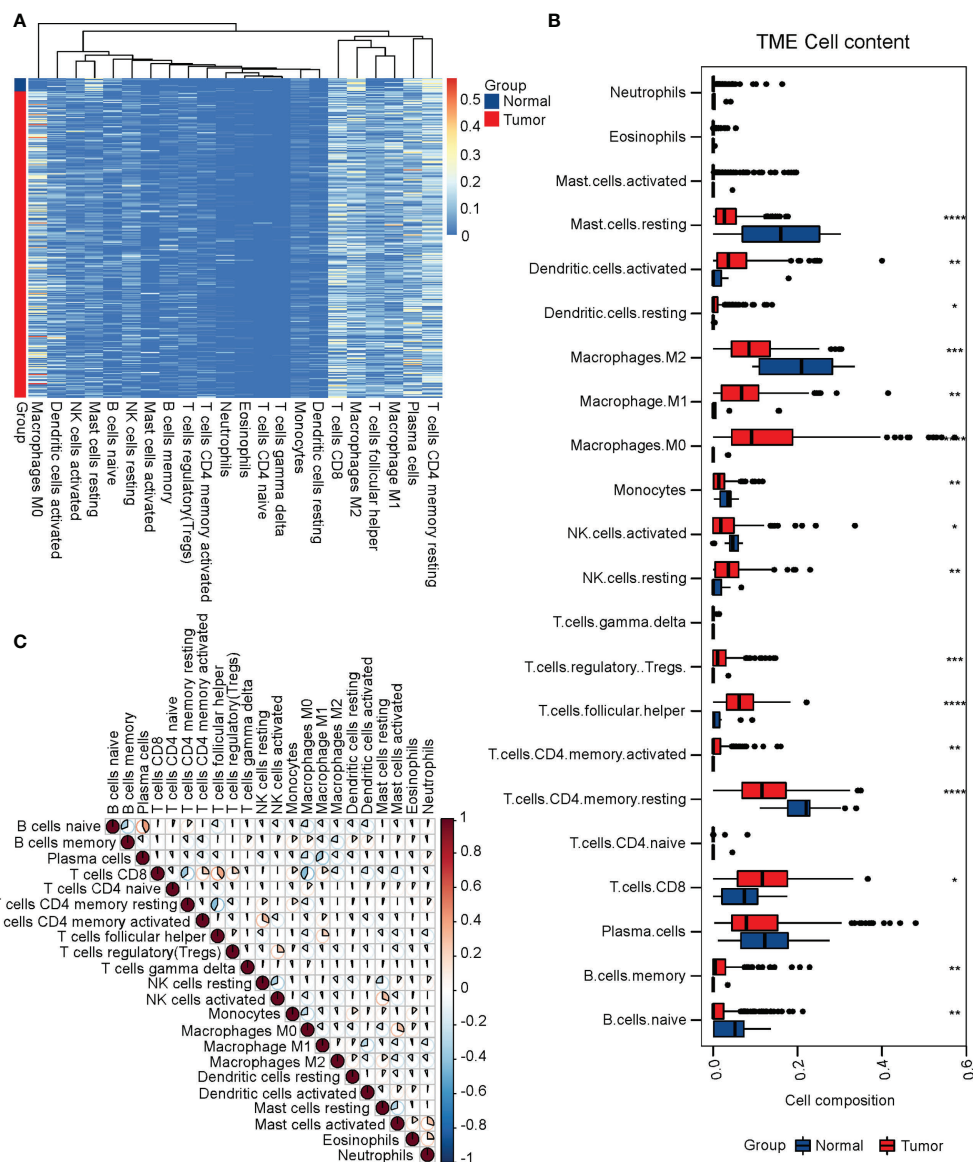 A
Group
Normal
Tumor
0.5
0.4
0.3
0.2
0.1
0
Group
Macrophages M0
Dendritic cells activated
NK cells activated
Mast cells resting
B cells naive
NK cells resting
Mast cells activated
B cells memory
T cells regulatory(Tregs)
T cells CD4 memory activated
Neutrophils
Eosinophils
T cells CD4 naive
T cells gamma delta
Monocytes
Dendritic cells resting
T cells CD8
Macrophages M2
T cells follicular helper
Macrophage M1
Plasma cells
T cells CD4 memory resting
B
TME Cell content
Neutrophils
Eosinophils
Mast.cells.activated
Mast.cells.resting ****
Dendritic.cells.activated **
Dendritic.cells.resting *
Macrophages.M2 ***
Macrophage.M1 **
Macrophages.M0 ****
Monocytes **
NK.cells.activated *
NK.cells.resting **
T.cells.gamma.delta
T.cells.regulatory..Tregs. ***
T.cells.follicular.helper ****
T.cells.CD4.memory.activated **
T.cells.CD4.memory.resting ****
T.cells.CD4.naive
T.cells.CD8 *
Plasma.cells
B.cells.memory **
B.cells.naive **
0.0 0.2 0.4 0.6
Cell composition
Group Normal Tumor
C
B cells naive
B cells memory
Plasma cells
T cells CD8
T cells CD4 naive
T cells CD4 memory resting
T cells CD4 memory activated
T cells follicular helper
T cells regulatory(Tregs)
T cells gamma delta
NK cells resting
NK cells activated
Monocytes
Macrophages M0
Macrophage M1
Macrophages M2
Dendritic cells resting
Dendritic cells activated
Mast cells resting
Mast cells activated
Eosinophils
Neutrophils
B cells naive
B cells memory
Plasma cells
T cells CD8
T cells CD4 naive
T cells CD4 memory resting
cells CD4 memory activated
T cells follicular helper
T cells regulatory(Tregs)
T cells gamma delta
NK cells resting
NK cells activated
Monocytes
Macrophages M0
Macrophage M1
Macrophages M2
Dendritic cells resting
Dendritic cells activated
Mast cells resting
Mast cells activated
Eosinophils
Neutrophils
1
0.8
0.6
0.4
0.2
0
-0.2
-0.4
-0.6
-0.8
-1